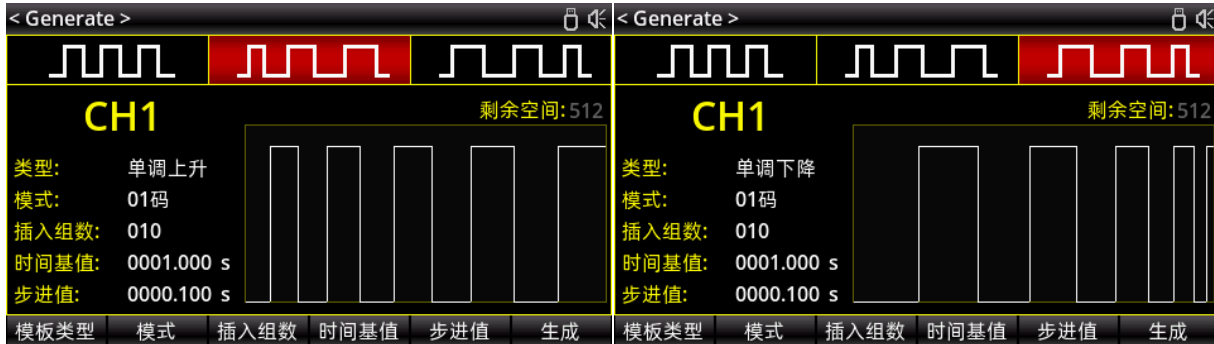 < Generate >
CH1
剩余空间:512
类型: 单调上升
模式: 01码
插入组数: 010
时间基值: 0001.000 s
步进值: 0000.100 s
模板类型 模式 插入组数 时间基值 步进值 生成
< Generate >
CH1
剩余空间:512
类型: 单调下降
模式: 01码
插入组数: 010
时间基值: 0001.000 s
步进值: 0000.100 s
模板类型 模式 插入组数 时间基值 步进值 生成